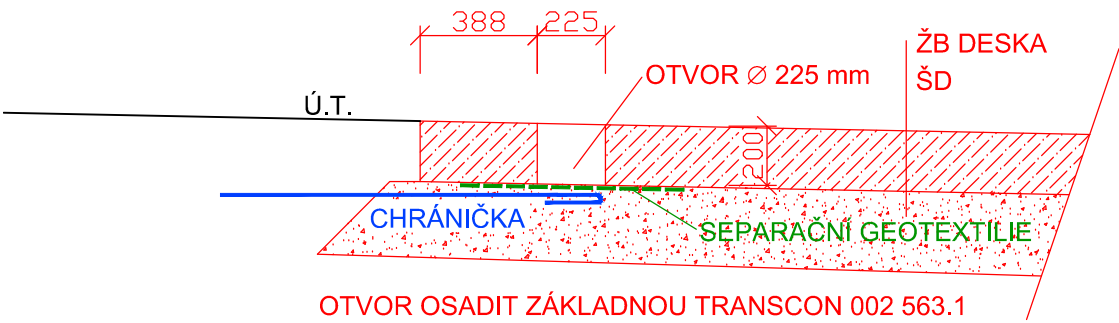 388 225
ŽB DESKA
ŠD
OTVOR ∅ 225 mm
Ú.T.
200
CHRÁNIČKA
SEPARAČNÍ GEOTEXTILIE
OTVOR OSADIT ZÁKLADNOU TRANSCON 002 563.1